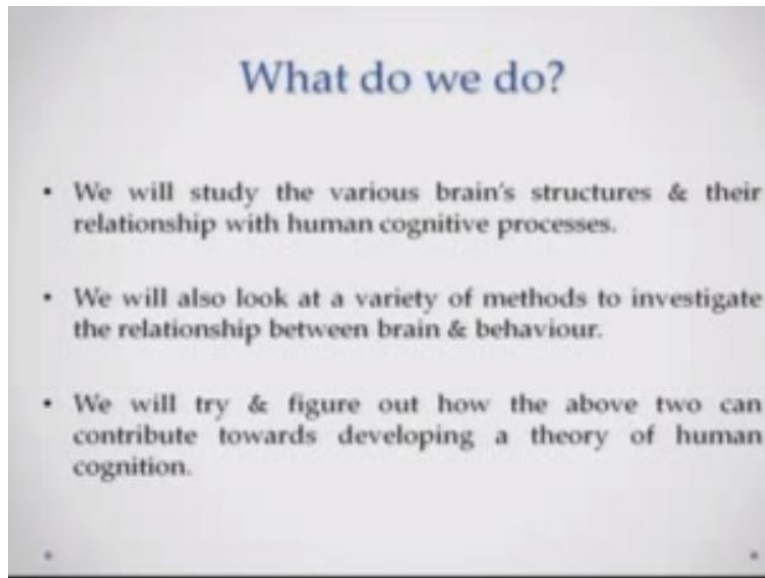 What do we do?
• We will study the various brain's structures & their
relationship with human cognitive processes.
• We will also look at a variety of methods to investigate
the relationship between brain & behaviour.
• We will try & figure out how the above two can
contribute towards developing a theory of human
cognition.